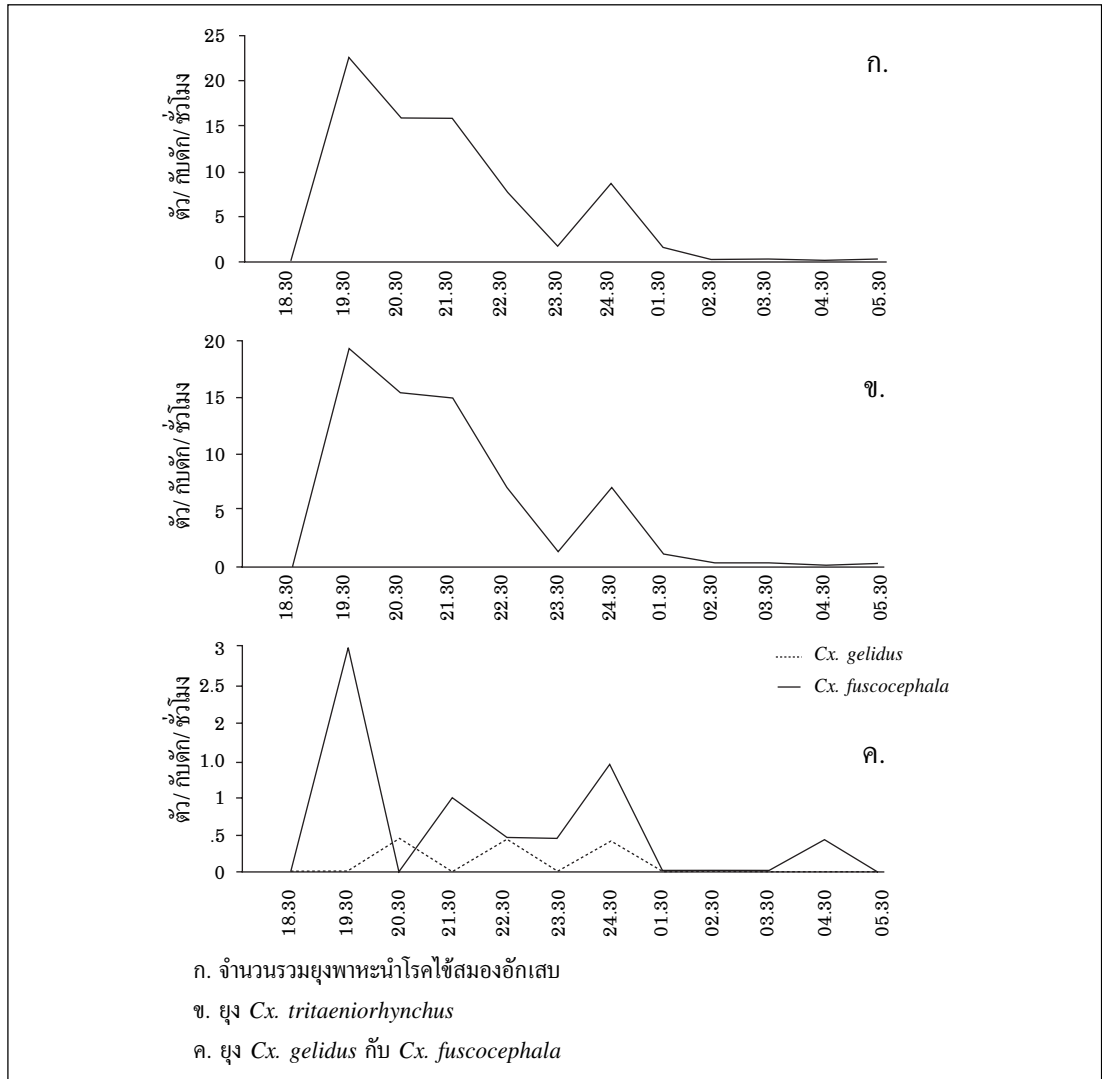 ก.
ตัว/ กับดัก/ ชั่วโมง
25
20
15
10
5
0
18.30 19.30 20.30 21.30 22.30 23.30 24.30 01.30 02.30 03.30 04.30 05.30
ข.
ตัว/ กับดัก/ ชั่วโมง
20
15
10
5
0
18.30 19.30 20.30 21.30 22.30 23.30 24.30 01.30 02.30 03.30 04.30 05.30
Cx. gelidus
Cx. fuscocephala
ค.
ตัว/ กับดัก/ ชั่วโมง
3
2.5
2
1.0
1
.5
0
18.30 19.30 20.30 21.30 22.30 23.30 24.30 01.30 02.30 03.30 04.30 05.30
ก. จำนวนรวมยุงพาหะนำโรคไข้สมองอักเสบ
ข. ยุง Cx. tritaeniorhynchus
ค. ยุง Cx. gelidus กับ Cx. fuscocephala